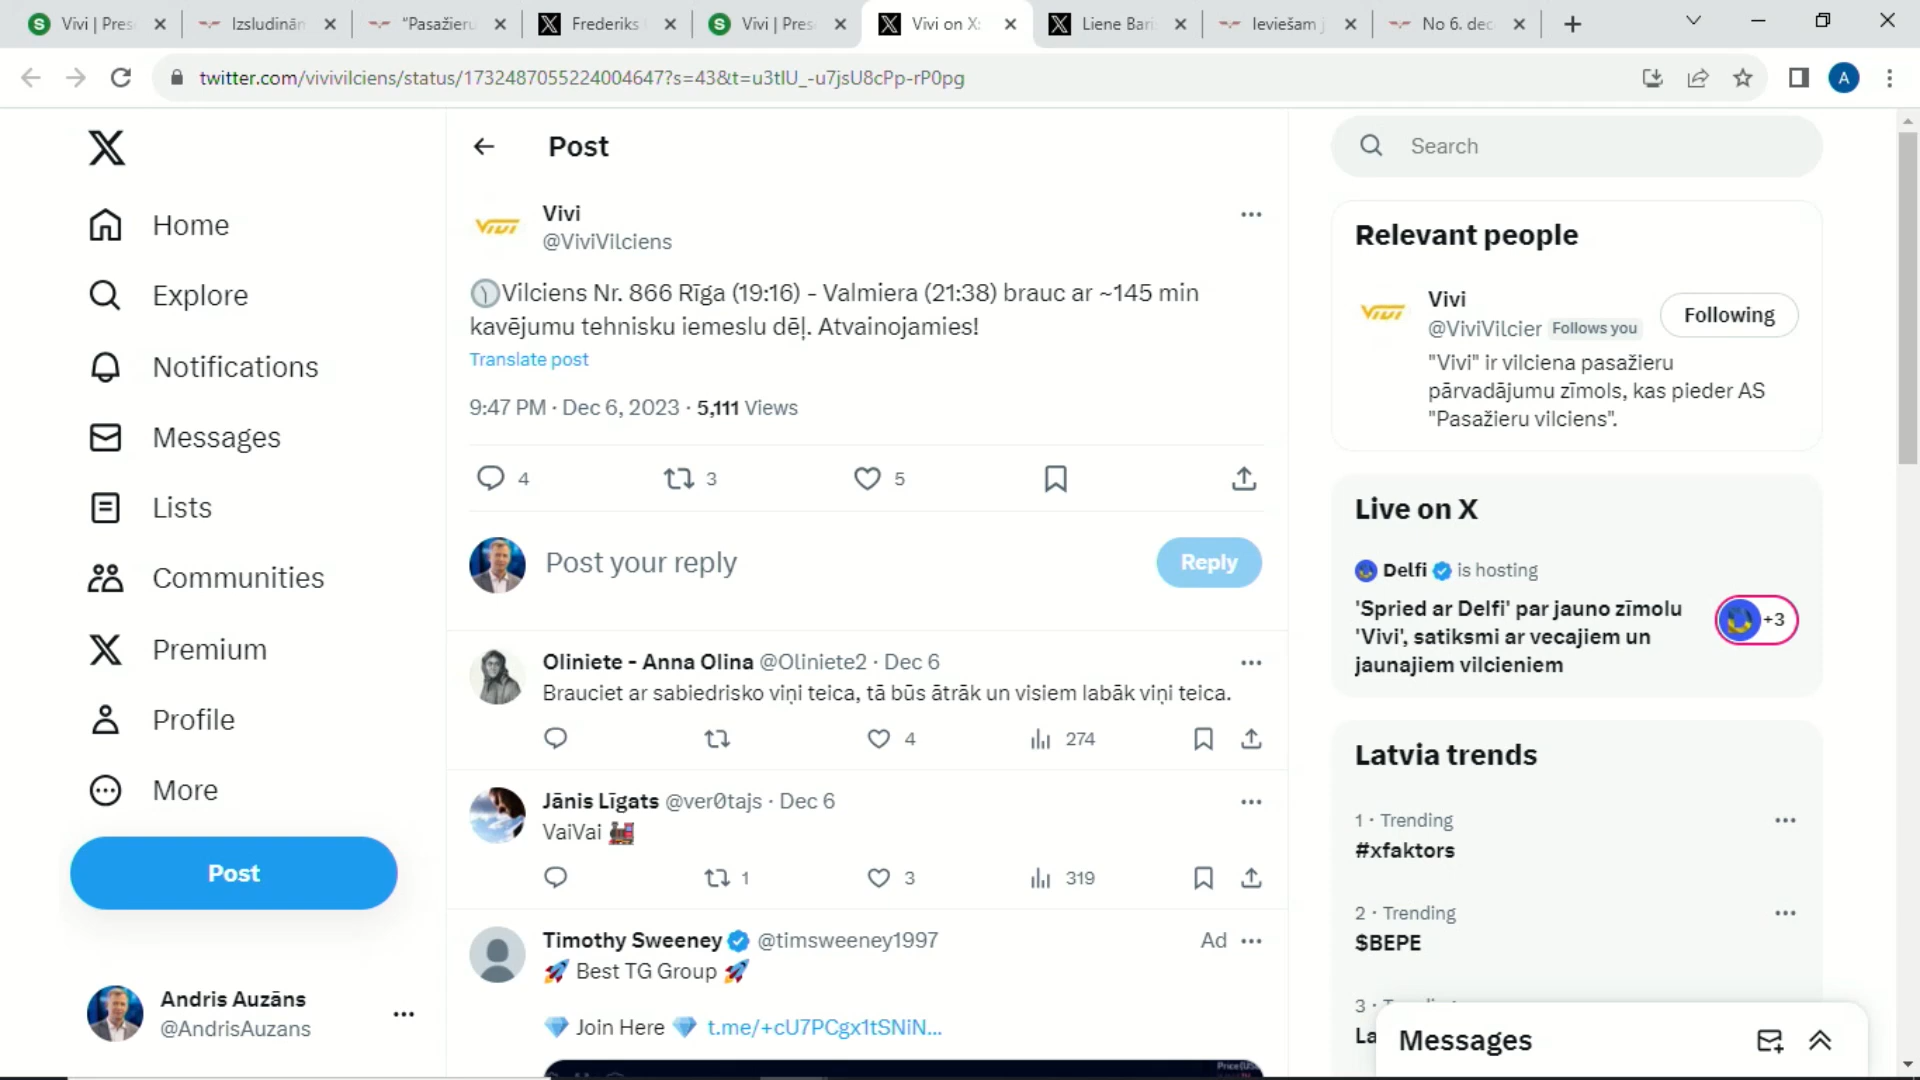 Vivi | Pres
Izsludinān
"Pasažieru
Frederiks
Vivi | Pres
Vivi on X:
Liene Bari
Ieviešam j
No 6. dec
twitter.com/vivivilciens/status/1732487055224004647?s=43&t=u3tlU_-u7jsU8cPp-rP0pg
A
Home
Explore
Notifications
Messages
Lists
Communities
Premium
Profile
More
Post
Andris Auzāns
@AndrisAuzans
Post
Vivi
@ViviVilciens
Vilciens Nr. 866 Rīga (19:16) - Valmiera (21:38) brauc ar ~145 min
kavējumu tehnisku iemeslu dēļ. Atvainojamies!
Translate post
9:47 PM · Dec 6, 2023 · 5,111 Views
4 3 5
Post your reply
Reply
Oliniete - Anna Olina @Oliniete2 · Dec 6
Brauciet ar sabiedrisko viņi teica, tā būs ātrāk un visiem labāk viņi teica.
4 274
Jānis Līgats @ver0tajs · Dec 6
VaiVai 🚂
1 3 319
Timothy Sweeney @timsweeney1997 Ad
🚀 Best TG Group 🚀
💎 Join Here 💎 t.me/+cU7PCgx1tSNiN...
Search
Relevant people
Vivi
@ViviVilcier Follows you
Following
"Vivi" ir vilciena pasažieru
pārvadājumu zīmols, kas pieder AS
"Pasažieru vilciens".
Live on X
Delfi is hosting
'Spried ar Delfi' par jauno zīmolu
'Vivi', satiksmi ar vecajiem un
jaunajiem vilcieniem
+3
Latvia trends
1 · Trending
#xfaktors
2 · Trending
$BEPE
3 ·
La
Messages